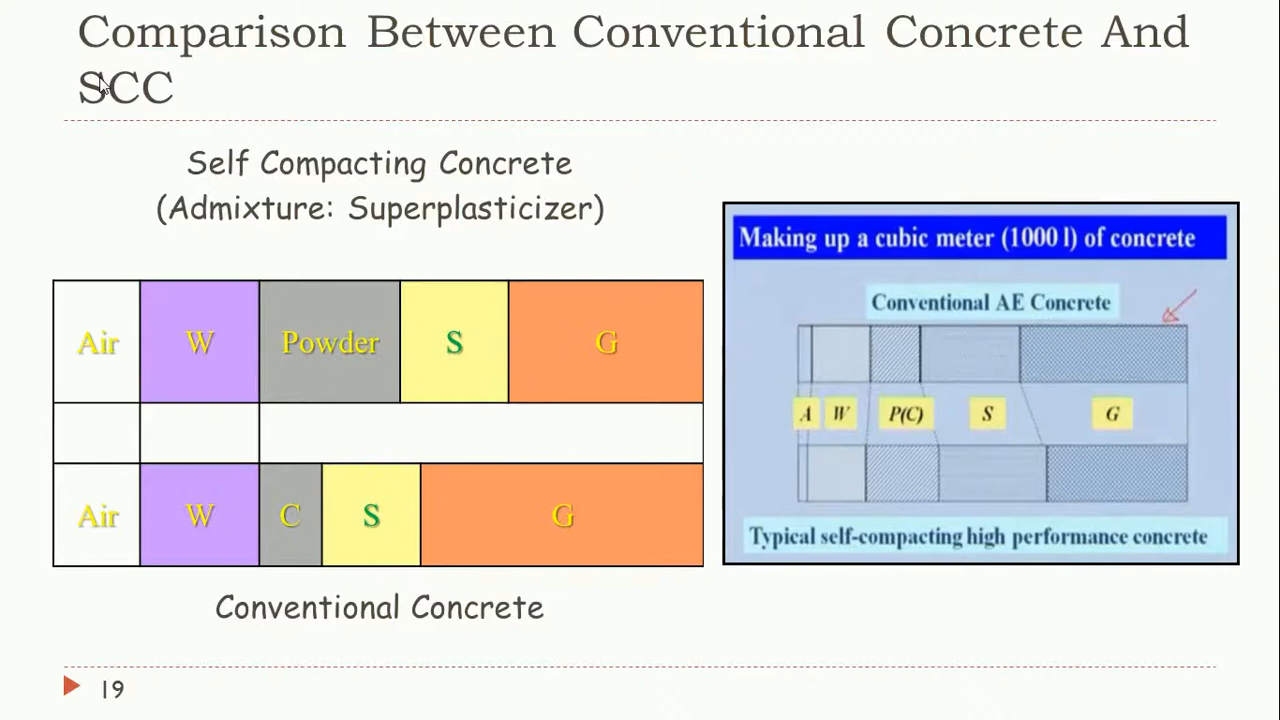 Comparison Between Conventional Concrete And
SCC
Self Compacting Concrete
(Admixture: Superplasticizer)
Air W Powder S G
Air W C S G
Conventional Concrete
Making up a cubic meter (1000 l) of concrete
Conventional AE Concrete
A W P(C) S G
Typical self-compacting high performance concrete
19